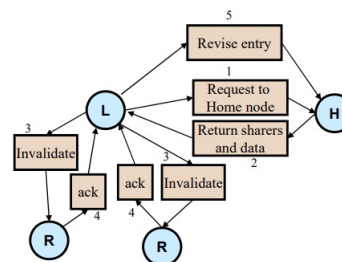 5
Revise entry
1
Request to
Home node
L
H
Return sharers
and data
2
3
Invalidate
3
ack
Invalidate
ack
4
4
R
R